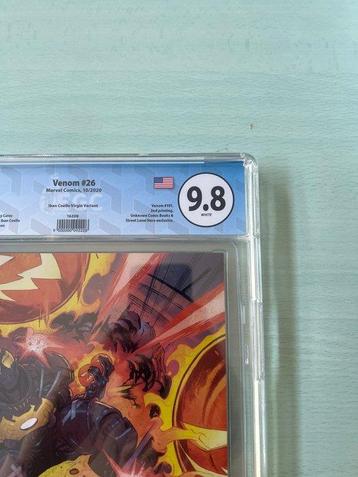 Venom #26
Marvel Comics, 10/2020
Iban Coello Virgin Variant
Venom #191.
2nd printing.
Unknown Comic Books &
Street Level Hero exclusive.
9.8
WHITE